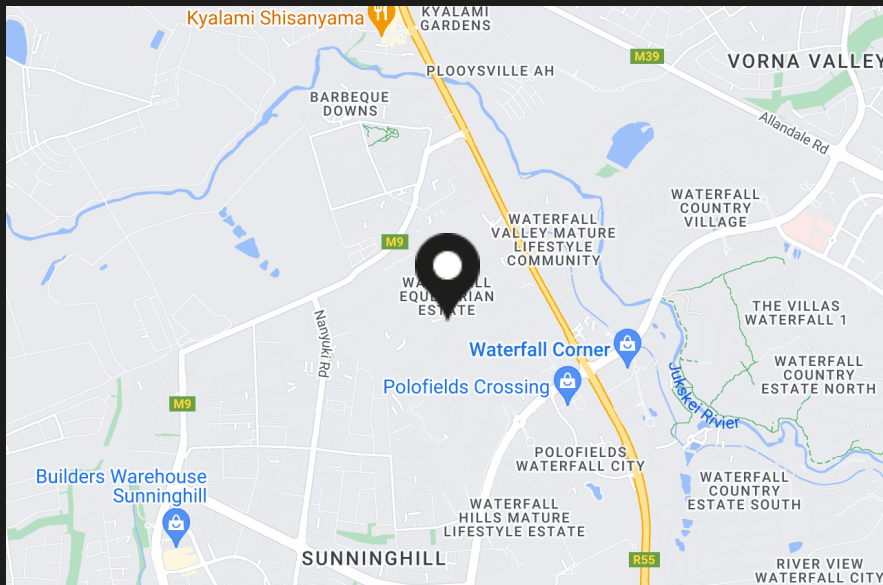 Kyalami Shisanyama
KYALAMI
GARDENS
M39
VORNA VALLEY
PLOOYSVILLE AH
BARBEQUE
DOWNS
Allandale Rd
WATERFALL
COUNTRY
VILLAGE
WATERFALL
VALLEY MATURE
LIFESTYLE
COMMUNITY
M9
ESTATE
THE VILLAS
WATERFALL 1
Nanyuki Rd
Waterfall Corner
WATERFALL
COUNTRY
ESTATE NORTH
Polofields Crossing
Jukskei Rivier
M9
POLOFIELDS
WATERFALL CITY
Builders Warehouse
Sunninghill
WATERFALL
COUNTRY
ESTATE SOUTH
WATERFALL
HILLS MATURE
LIFESTYLE ESTATE
SUNNINGHILL
R55
RIVER VIEW
WATERFALL CITY